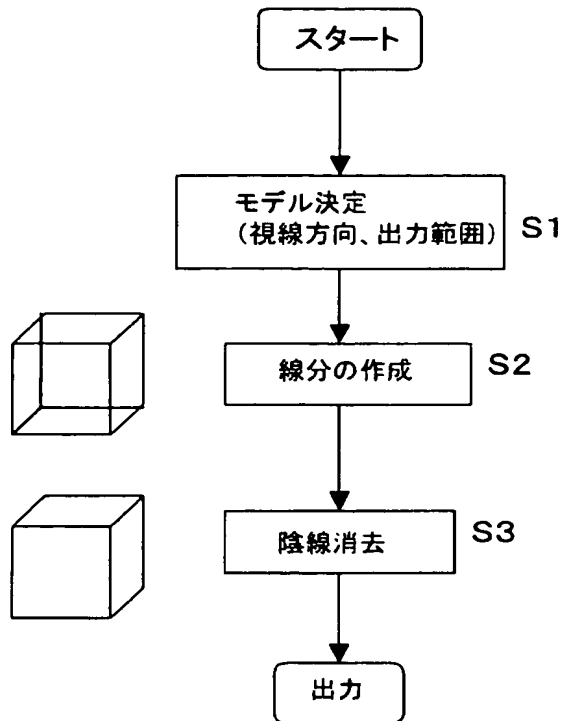 スタート
モデル決定
(視線方向、出力範囲)
S1
線分の作成
S2
陰線消去
S3
出力